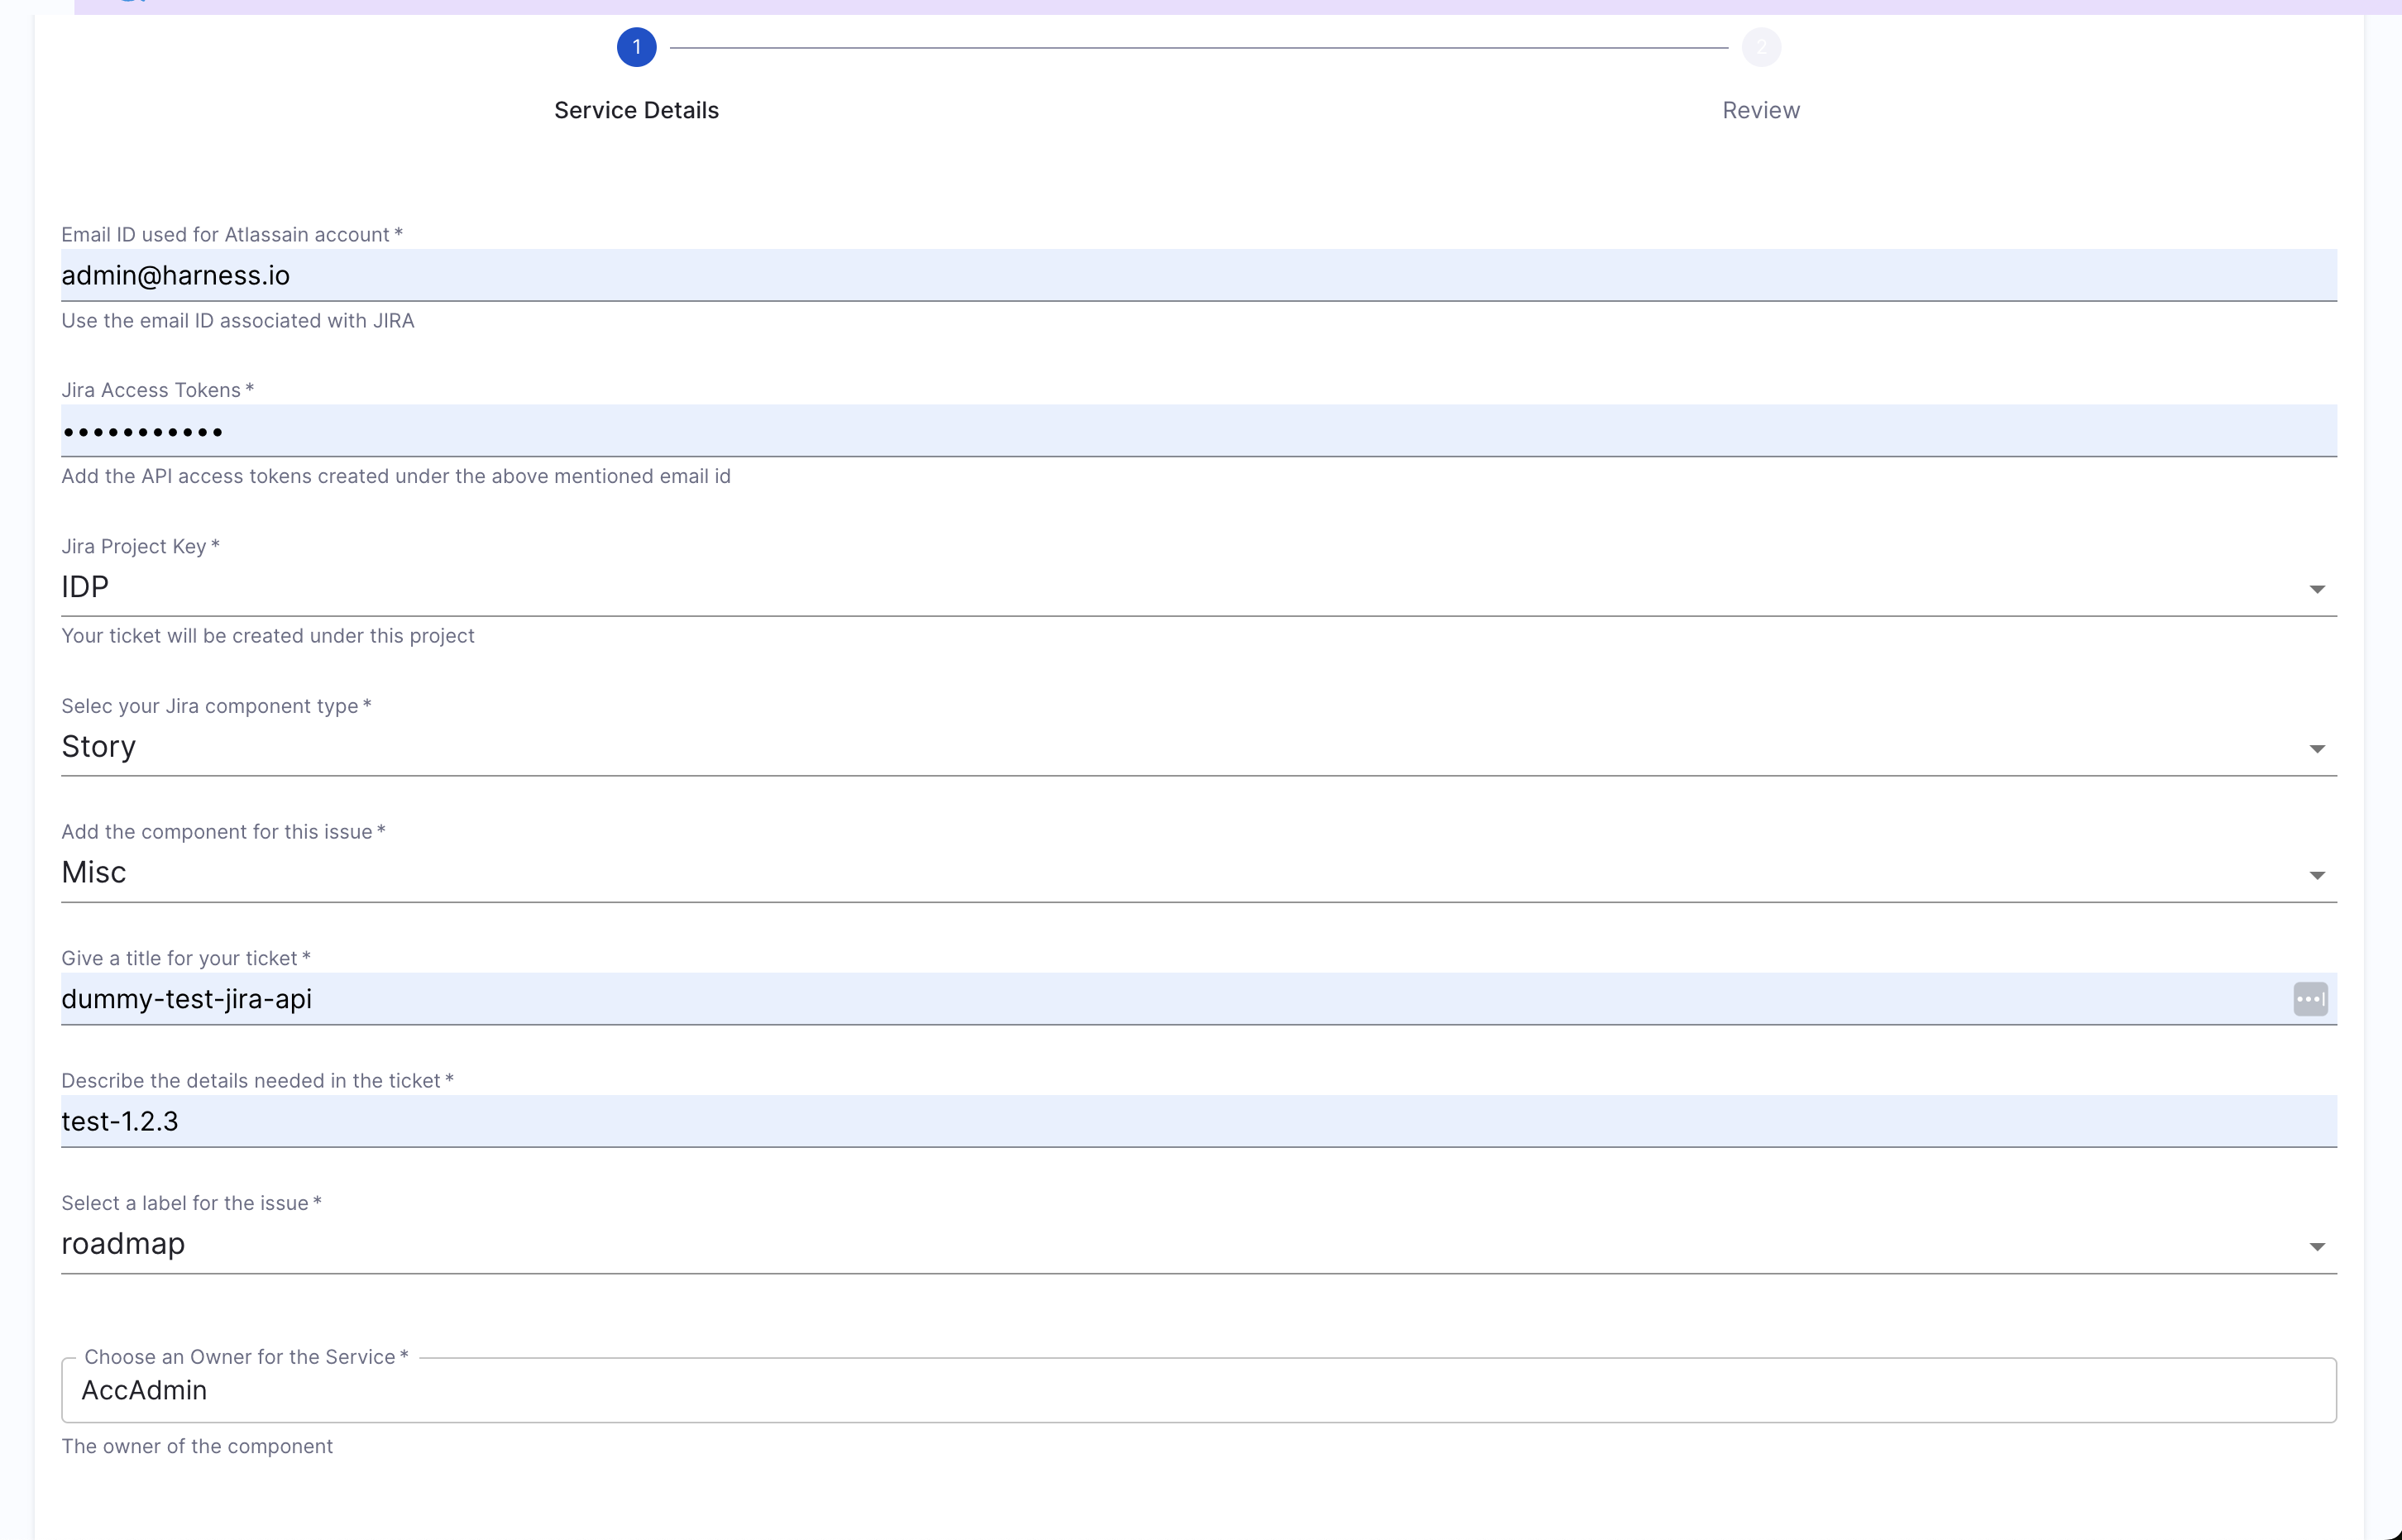 1
2
Service Details
Review
Email ID used for Atlassain account *
admin@harness.io
Use the email ID associated with JIRA
Jira Access Tokens *
•••••••••••
Add the API access tokens created under the above mentioned email id
Jira Project Key *
IDP
Your ticket will be created under this project
Selec your Jira component type *
Story
Add the component for this issue *
Misc
Give a title for your ticket *
dummy-test-jira-api
Describe the details needed in the ticket *
test-1.2.3
Select a label for the issue *
roadmap
Choose an Owner for the Service *
AccAdmin
The owner of the component